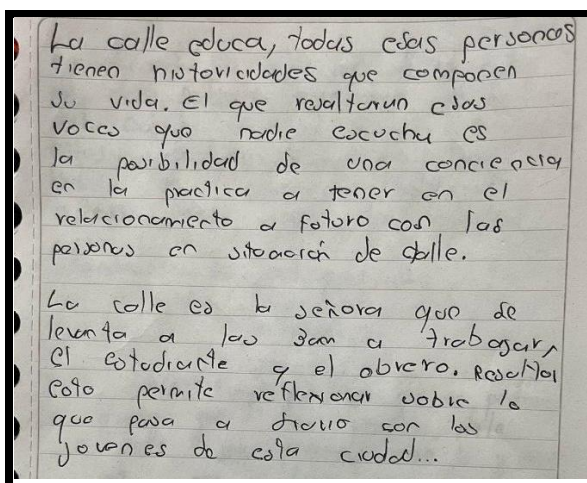 La calle educa, todas esas personas
tienen historicidades que componen
su vida. El que resaltaran esas
voces que nadie escucha es
la posibilidad de una conciencia
en la practica a tener en el
relacionamiento a futuro con las
personas en situación de calle.
La calle es la señora que se
levanta a las 3am a trabagar,
el estudiante y el obrero. Resaltar
esto permite reflexionar sobre lo
que pasa a diario con los
jovenes de esta ciudad...